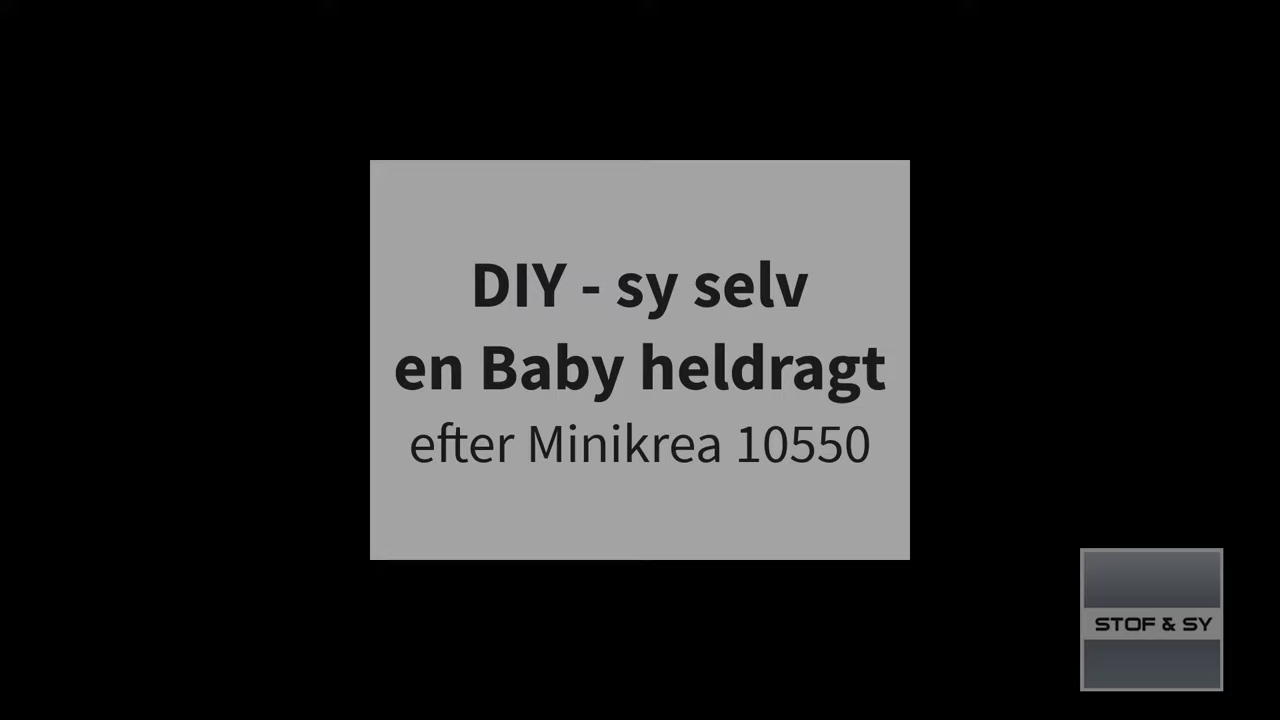 DIY - sy selv
en Baby heldragt
efter Minikrea 10550
STOF & SY